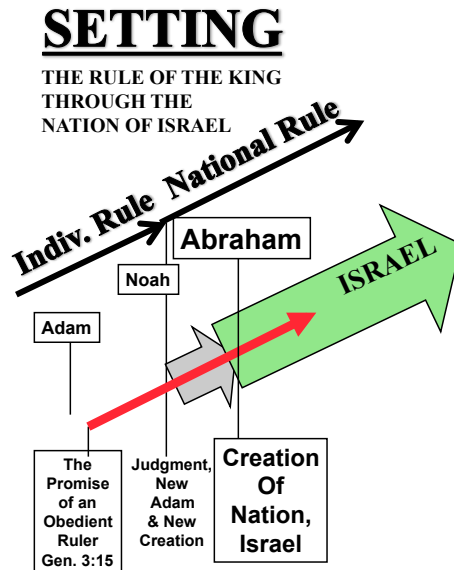 SETTING
THE RULE OF THE KING
THROUGH THE
NATION OF ISRAEL
Indiv. Rule
National Rule
Abraham
Noah
Adam
ISRAEL
The
Promise
of an
Obedient
Ruler
Gen. 3:15
Judgment,
New
Adam
& New
Creation
Creation
Of
Nation,
Israel